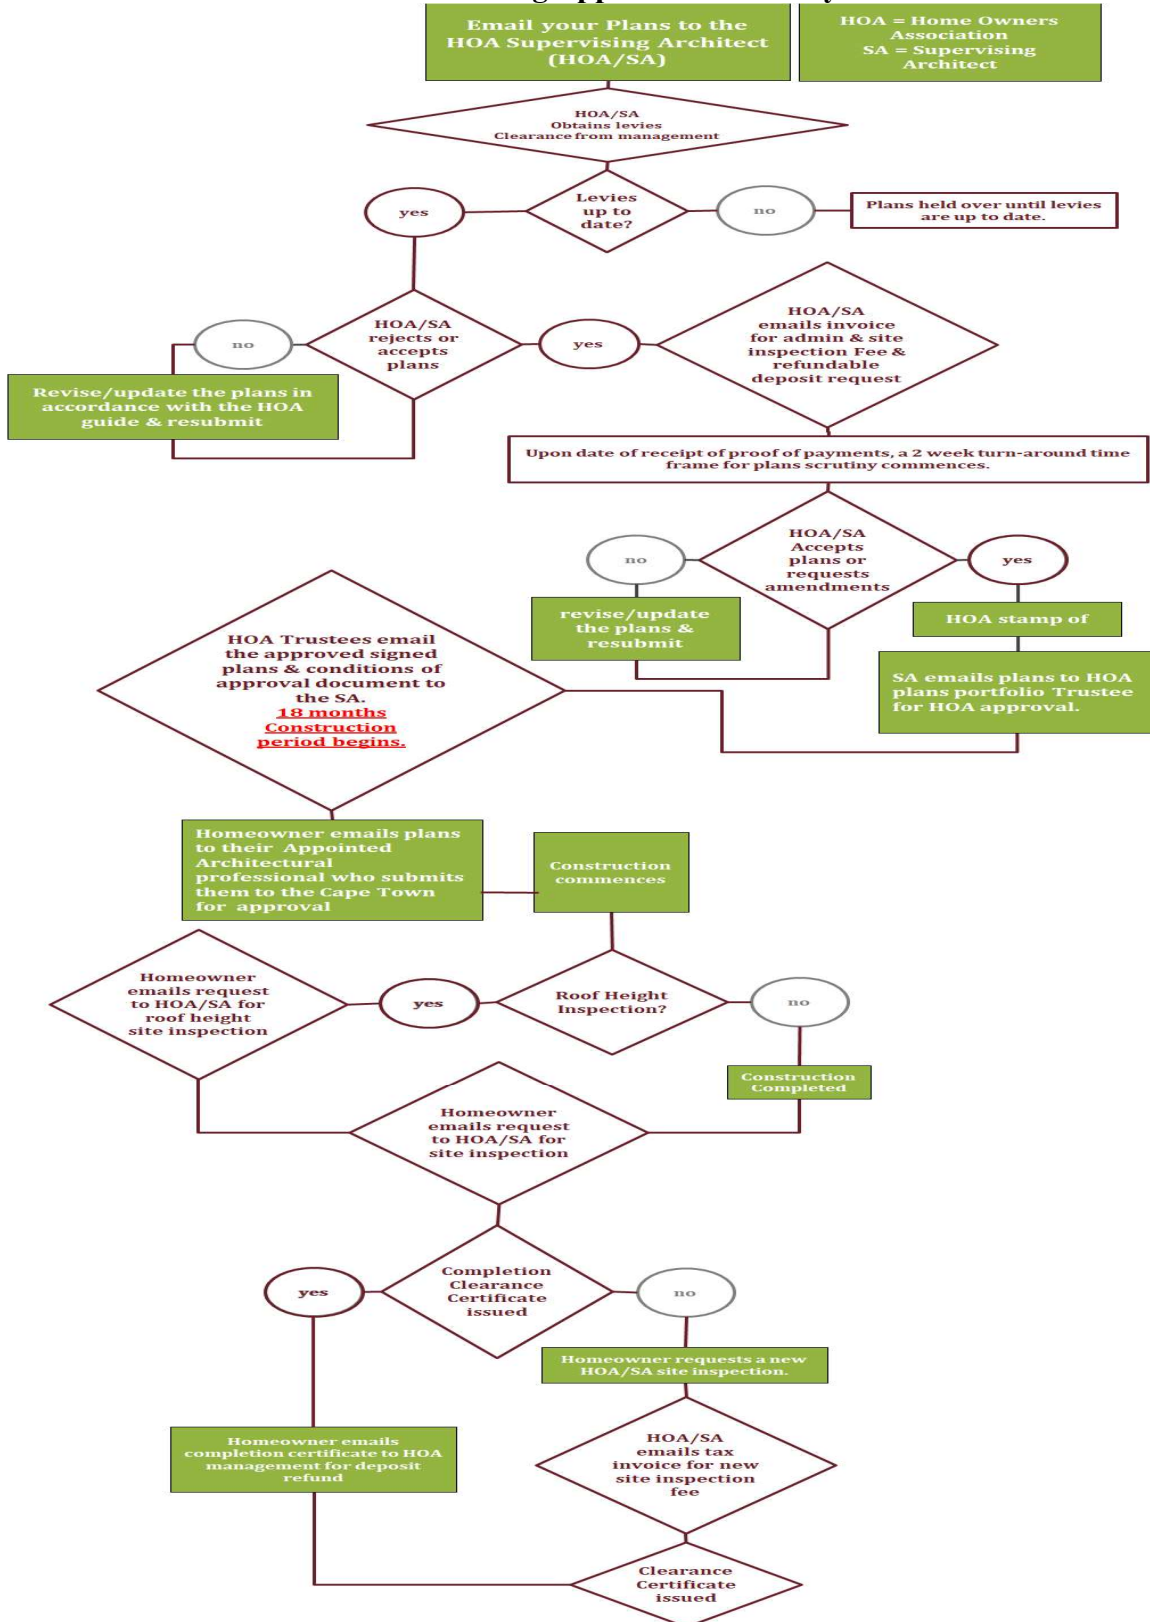 Email your Plans to the
HOA Supervising Architect
(HOA/SA)
HOA = Home Owners
Association
SA = Supervising
Architect
HOA/SA
Obtains levies
Clearance from management
Levies
up to
date?
yes
no
Plans held over until levies
are up to date.
HOA/SA
rejects or
accepts
plans
no
yes
HOA/SA
emails invoice
for admin & site
inspection Fee &
refundable
deposit request
Revise/update the plans in
accordance with the HOA
guide & resubmit
Upon date of receipt of proof of payments, a 2 week turn-around time
frame for plans scrutiny commences.
HOA/SA
Accepts
plans or
requests
amendments
no
yes
revise/update
the plans &
resubmit
HOA stamp of
SA emails plans to HOA
plans portfolio Trustee
for HOA approval.
HOA Trustees email
the approved signed
plans & conditions of
approval document to
the SA.
18 months
Construction
period begins.
Homeowner emails plans
to their Appointed
Architectural
professional who submits
them to the Cape Town
for approval
Construction
commences
Roof Height
Inspection?
yes
no
Homeowner
emails request
to HOA/SA for
roof height
site inspection
Construction
Completed
Homeowner
emails request
to HOA/SA for
site inspection
Completion
Clearance
Certificate
issued
yes
no
Homeowner requests a new
HOA/SA site inspection.
Homeowner emails
completion certificate to HOA
management for deposit
refund
HOA/SA
emails tax
invoice for new
site inspection
fee
Clearance
Certificate
issued